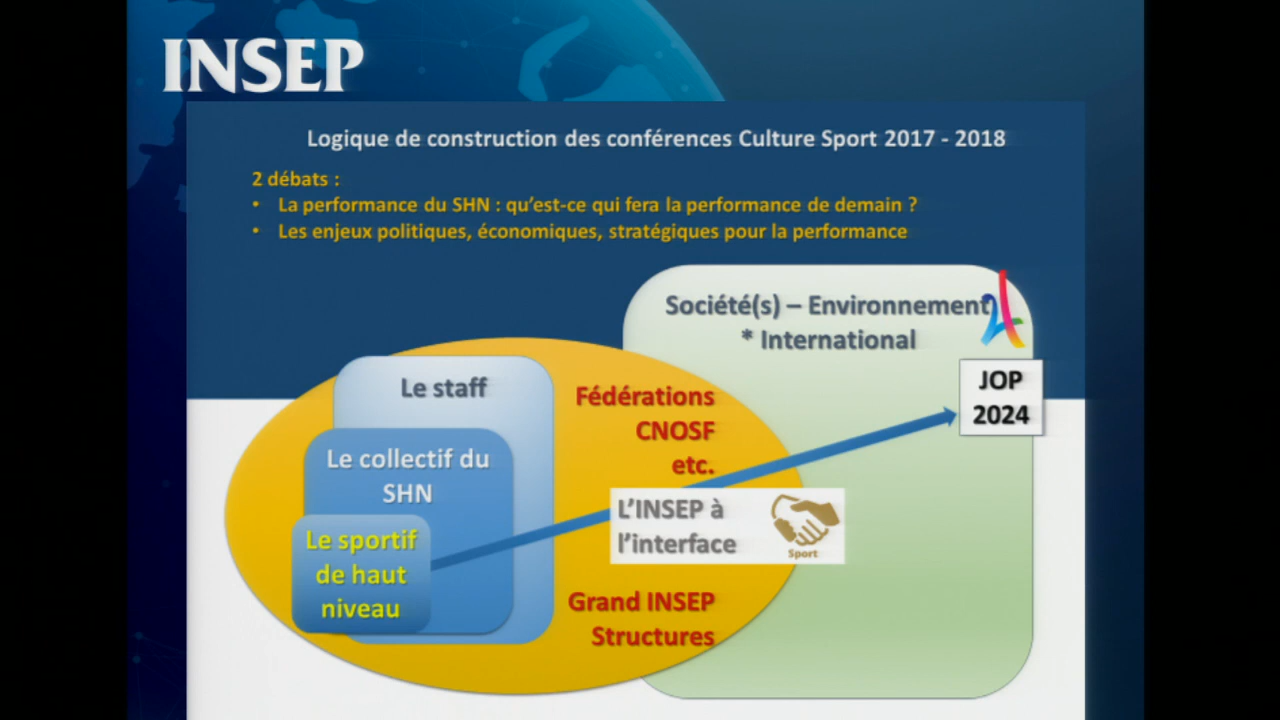 INSEP
Logique de construction des conférences Culture Sport 2017 - 2018
2 débats :
• La performance du SHN : qu'est-ce qui fera la performance de demain ?
• Les enjeux politiques, économiques, stratégiques pour la performance
Société(s) – Environnement
* International
JOP
2024
Le staff
Fédérations
CNOSF
etc.
Le collectif du
SHN
L'INSEP à
l'interface
Sport
Le sportif
de haut
niveau
Grand INSEP
Structures